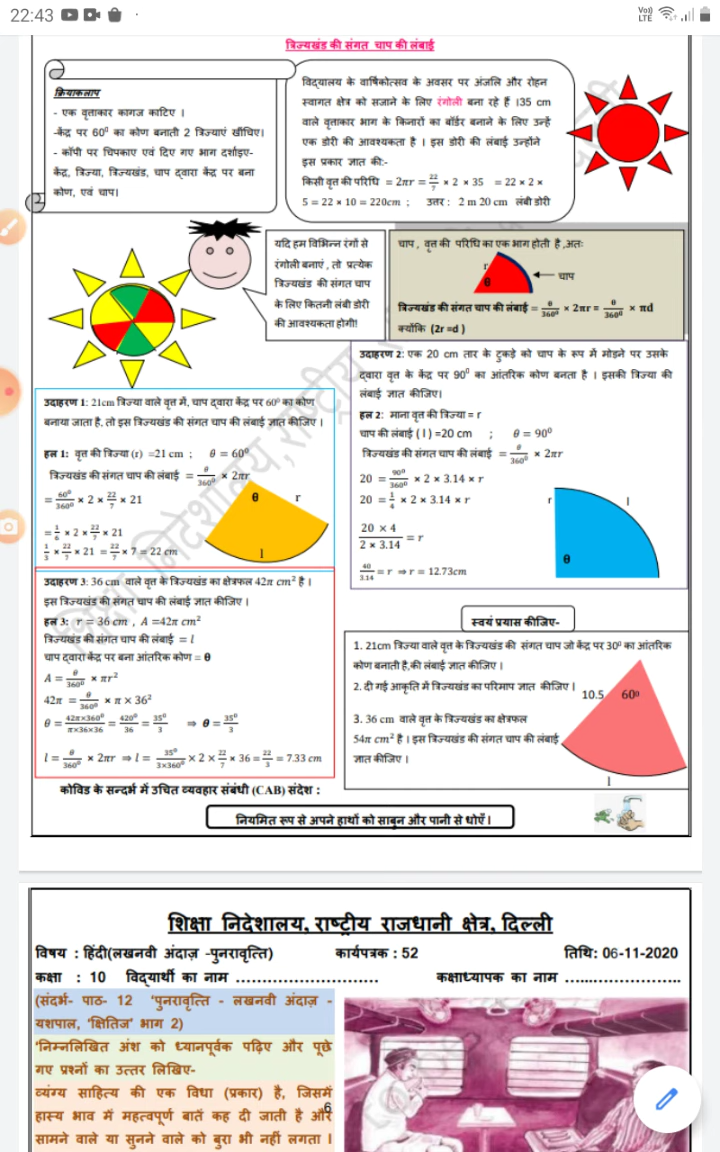 22:43
Vo)) LTE
त्रिज्यखंड की संगत चाप की लंबाई
क्रियाकलाप
- एक वृत्ताकार कागज काटिए ।
-केंद्र पर 60⁰ का कोण बनाती 2 त्रिज्याएं खींचिए।
- कॉपी पर चिपकाए एवं दिए गए भाग दर्शाइए-
केंद्र, त्रिज्या, त्रिज्यखंड, चाप द्वारा केंद्र पर बना
कोण, एवं चाप।
विद्यालय के वार्षिकोत्सव के अवसर पर अंजलि और रोहन
स्वागत क्षेत्र को सजाने के लिए रंगोली बना रहे हैं ।35 cm
वाले वृत्ताकार भाग के किनारों का बॉर्डर बनाने के लिए उन्हें
एक डोरी की आवश्यकता है । इस डोरी की लंबाई उन्होंने
इस प्रकार ज्ञात की:-
किसी वृत्त की परिधि = 2πr = 22/7 × 2 × 35 = 22 × 2 ×
5 = 22 × 10 = 220cm ; उत्तर : 2 m 20 cm लंबी डोरी
यदि हम विभिन्न रंगों से
रंगोली बनाएं , तो प्रत्येक
त्रिज्यखंड की संगत चाप
के लिए कितनी लंबी डोरी
की आवश्यकता होगी!
चाप , वृत्त की परिधि का एक भाग होती है ,अतः
r
θ
चाप
त्रिज्यखंड की संगत चाप की लंबाई = θ/360⁰ × 2πr = θ/360⁰ × πd
क्योंकि (2r =d )
उदाहरण 1: 21cm त्रिज्या वाले वृत्त में, चाप द्वारा केंद्र पर 60⁰ का कोण
बनाया जाता है, तो इस त्रिज्यखंड की संगत चाप की लंबाई ज्ञात कीजिए ।
हल 1: वृत्त की त्रिज्या (r) =21 cm ; θ = 60⁰
त्रिज्यखंड की संगत चाप की लंबाई = θ/360⁰ × 2πr
= 60⁰/360⁰ × 2 × 22/7 × 21
= 1/6 × 2 × 22/7 × 21
1/3 × 22/7 × 21 = 22/7 × 7 = 22 cm
θ
r
l
उदाहरण 2: एक 20 cm तार के टुकड़े को चाप के रूप में मोड़ने पर उसके
द्वारा वृत्त के केंद्र पर 90⁰ का आंतरिक कोण बनता है । इसकी त्रिज्या की
लंबाई ज्ञात कीजिए।
हल 2: माना वृत्त की त्रिज्या = r
चाप की लंबाई ( l ) =20 cm ; θ = 90⁰
त्रिज्यखंड की संगत चाप की लंबाई = θ/360⁰ × 2πr
20 = 90⁰/360⁰ × 2 × 3.14 × r
20 = 1/4 × 2 × 3.14 × r
20 × 4/2 × 3.14 = r
40/3.14 = r ⇒ r = 12.73cm
r
l
θ
उदाहरण 3: 36 cm वाले वृत्त के त्रिज्यखंड का क्षेत्रफल 42π cm² है ।
इस त्रिज्यखंड की संगत चाप की लंबाई ज्ञात कीजिए ।
हल 3: r = 36 cm , A =42π cm²
त्रिज्यखंड की संगत चाप की लंबाई = l
चाप द्वारा केंद्र पर बना आंतरिक कोण = θ
A = θ/360⁰ × πr²
42π = θ/360⁰ × π × 36²
θ = 42π×360⁰/π×36×36 = 420⁰/36 = 35⁰/3 ⇒ θ = 35⁰/3
l = θ/360⁰ × 2πr ⇒ l = 35⁰/3×360⁰ × 2 × 22/7 × 36 = 22/3 = 7.33 cm
स्वयं प्रयास कीजिए-
1. 21cm त्रिज्या वाले वृत्त के त्रिज्यखंड की संगत चाप जो केंद्र पर 30⁰ का आंतरिक
कोण बनाती है,की लंबाई ज्ञात कीजिए ।
2. दी गई आकृति में त्रिज्यखंड का परिमाप ज्ञात कीजिए |
3. 36 cm वाले वृत्त के त्रिज्यखंड का क्षेत्रफल
54π cm² है । इस त्रिज्यखंड की संगत चाप की लंबाई
ज्ञात कीजिए ।
10.5
60⁰
l
कोविड के सन्दर्भ में उचित व्यवहार संबंधी (CAB) संदेश :
नियमित रूप से अपने हाथों को साबुन और पानी से धोएँ ।
शिक्षा निदेशालय, राष्ट्रीय
शिक्षा निदेशालय, राष्ट्रीय राजधानी क्षेत्र, दिल्ली
विषय : हिंदी(लखनवी अंदाज़ -पुनरावृत्ति) कार्यपत्रक : 52 तिथि: 06-11-2020
कक्षा : 10 विद्यार्थी का नाम ............................ कक्षाध्यापक का नाम ....................
(संदर्भ- पाठ- 12 'पुनरावृत्ति - लखनवी अंदाज़ -
यशपाल, 'क्षितिज' भाग 2)
'निम्नलिखित अंश को ध्यानपूर्वक पढ़िए और पूछे
गए प्रश्नों का उत्तर लिखिए-
व्यंग्य साहित्य की एक विधा (प्रकार) है, जिसमें
हास्य भाव में महत्वपूर्ण बातें कह दी जाती है और
सामने वाले या सुनने वाले को बुरा भी नहीं लगता ।
6